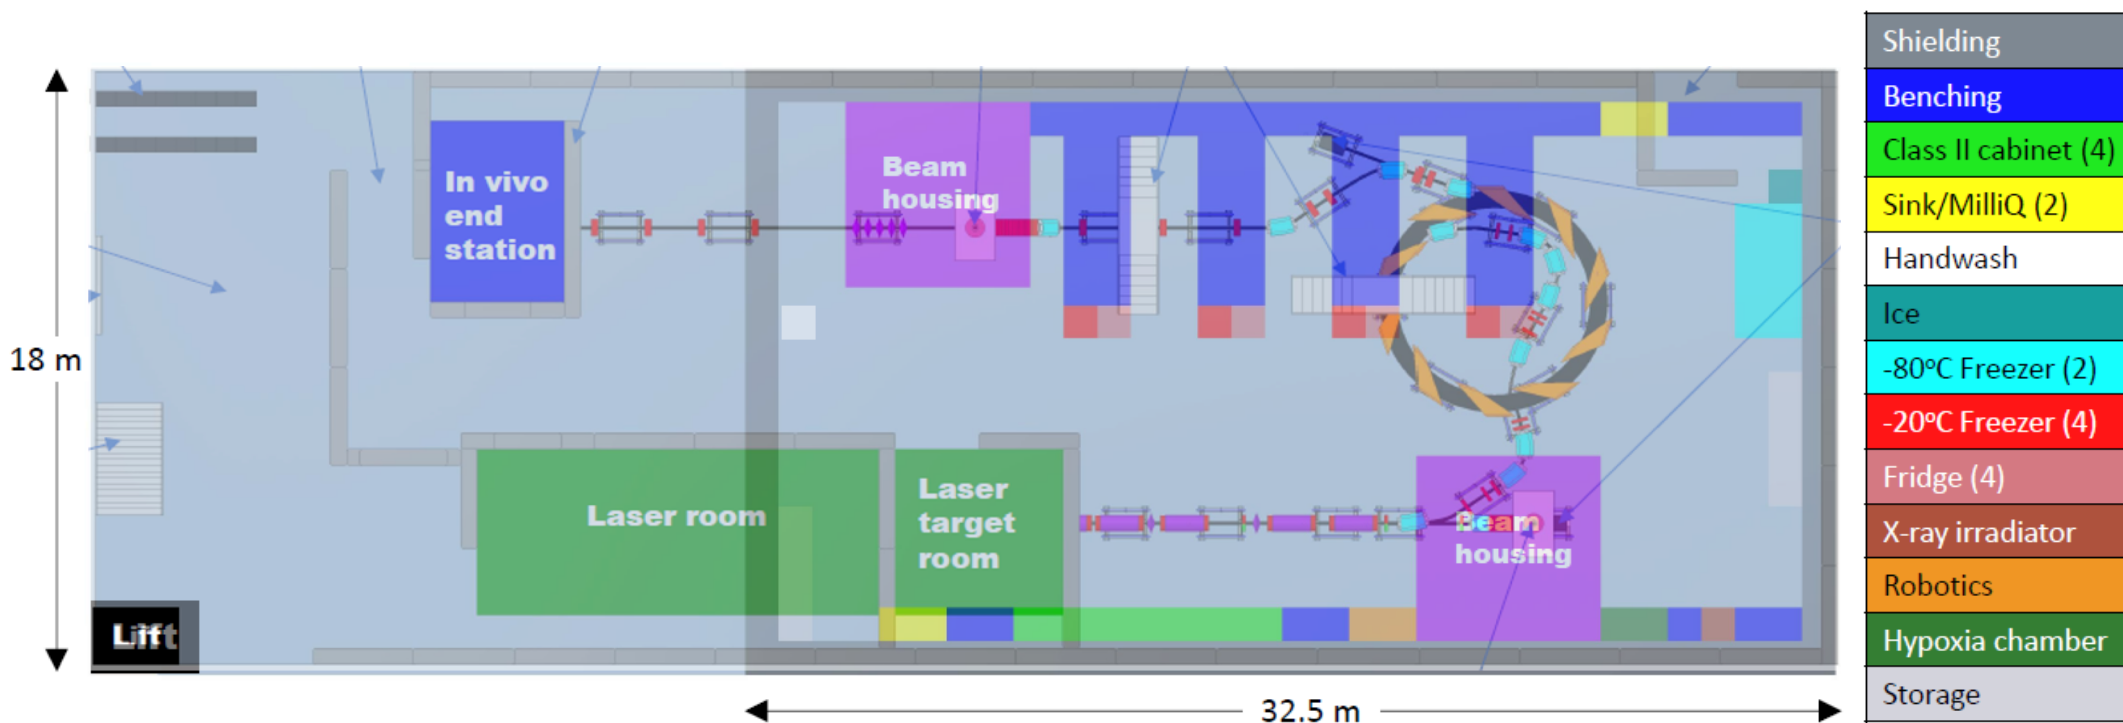 In vivo
end
station
Beam
housing
18 m
Laser room
Laser
target
room
Beam
housing
Lift
32.5 m
Shielding
Benching
Class II cabinet (4)
Sink/MilliQ (2)
Handwash
Ice
-80°C Freezer (2)
-20°C Freezer (4)
Fridge (4)
X-ray irradiator
Robotics
Hypoxia chamber
Storage